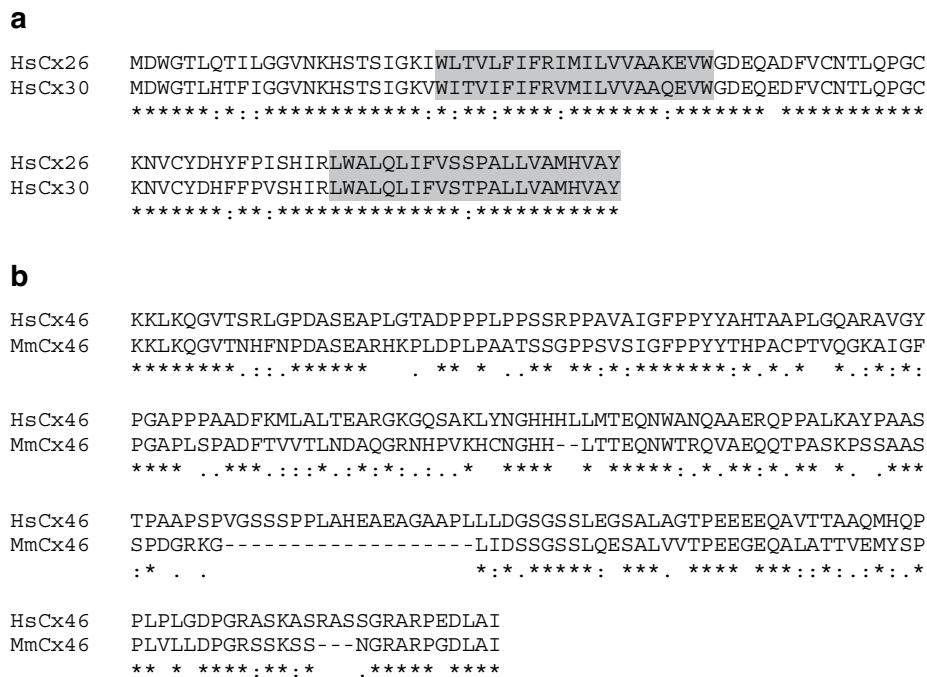 a
HsCx26 MDWGTLQTILGGVNKHSTSIGKIWLTVLFIFRIMILVVAAKEVWGDEQADFVCNTLQPGC
HsCx30 MDWGTLHTFIGGVNKHSTSIGKVWITVIFIFRVMILVVAAQEVWGDEQEDFVCNTLQPGC
******:*::************:*:**:****:*******:******* ***********
HsCx26 KNVCYDHYFPISHIRLWALQLIFVSSPALLVAMHVAY
HsCx30 KNVCYDHFFPVSHIRLWALQLIFVSTPALLVAMHVAY
*******:**:**************:***********
b
HsCx46 KKLKQGVTSRLGPDASEAPLGTADPPPLPPSSRPPAVAIGFPPYYAHTAAPLGQARAVGY
MmCx46 KKLKQGVTNHFNPDASEARHKPLDPLPAATSSGPPSVSIGFPPYYTHPACPTVQGKAIGF
********.:.:.****** . ** * ..** **:*:*******:*.*.* *.:*:*:
HsCx46 PGAPPPAADFKMLALTEARGKGQSAKLYNGHHHLLMTEQNWANQAAERQPPALKAYPAAS
MmCx46 PGAPLSPADFTVVTLNDAQGRNHPVKHCNGHH--LTTEQNWTRQVAEQQTPASKPSSAAS
**** ..***.:::*.:*:*:.:..* **** * *****:.*.**:*.** *. .***
HsCx46 TPAAPSPVGSSSPPLAHEAEAGAAPLLLDGSGSSLEGSALAGTPEEEEQAVTTAAQMHQP
MmCx46 SPDGRKG-------------------LIDSSGSSLQESALVVTPEEGEQALATTVEMYSP
:* . . *:*.*****: ***. **** ***::*:.:*:.*
HsCx46 PLPLGDPGRASKASRASSGRARPEDLAI
MmCx46 PLVLLDPGRSSKSS---NGRARPGDLAI
** * ****:**:* .***** ****